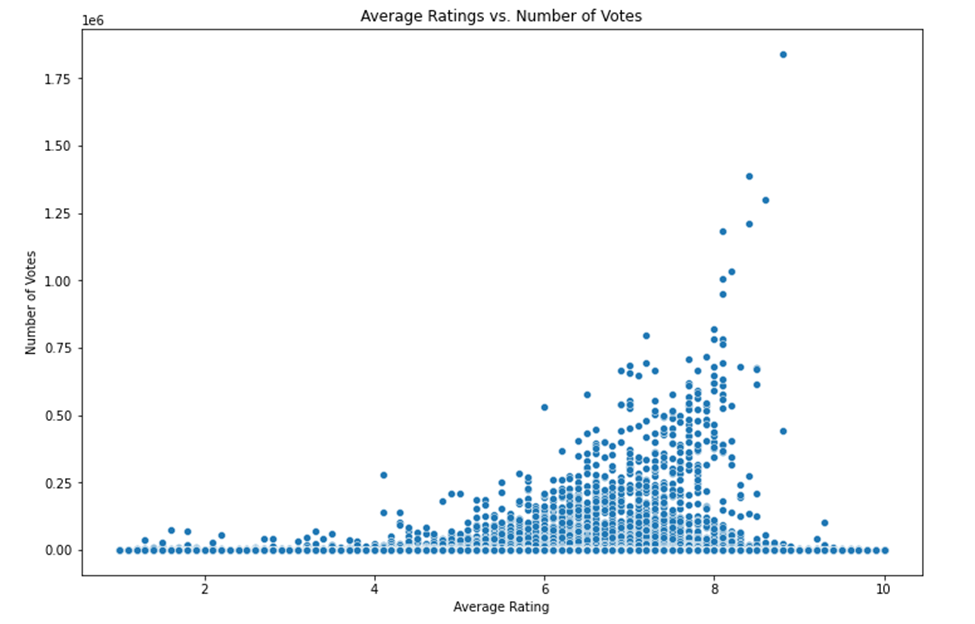 Average Ratings vs. Number of Votes
1e6
1.75
1.50
1.25
1.00
0.75
0.50
0.25
0.00
Number of Votes
2 4 6 8 10
Average Rating